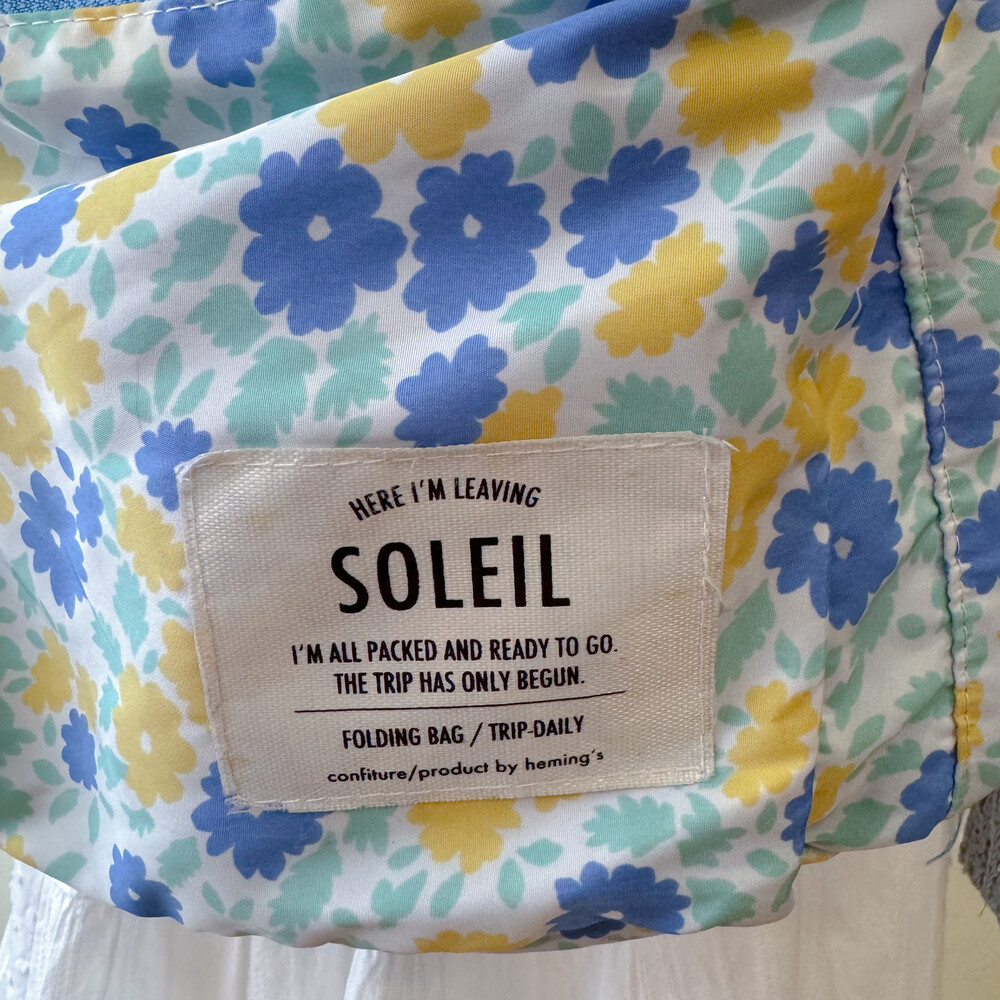 HERE I'M LEAVING
SOLEIL
I'M ALL PACKED AND READY TO GO.
THE TRIP HAS ONLY BEGUN.
FOLDING BAG / TRIP-DAILY
confiture/product by heming's